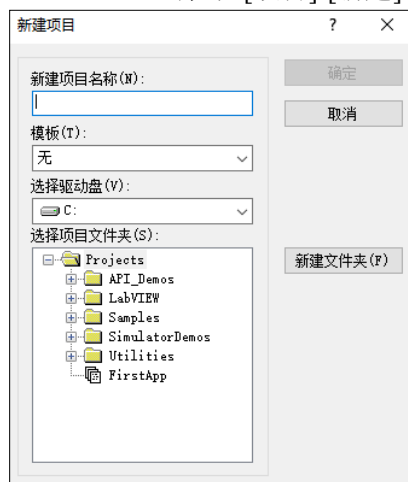 新建项目
?
×
新建项目名称(N):
确定
取消
模板(T):
无
选择驱动盘(V):
C:
选择项目文件夹(S):
Projects
API_Demos
LabVIEW
Samples
SimulatorDemos
Utilities
FirstApp
新建文件夹(F)